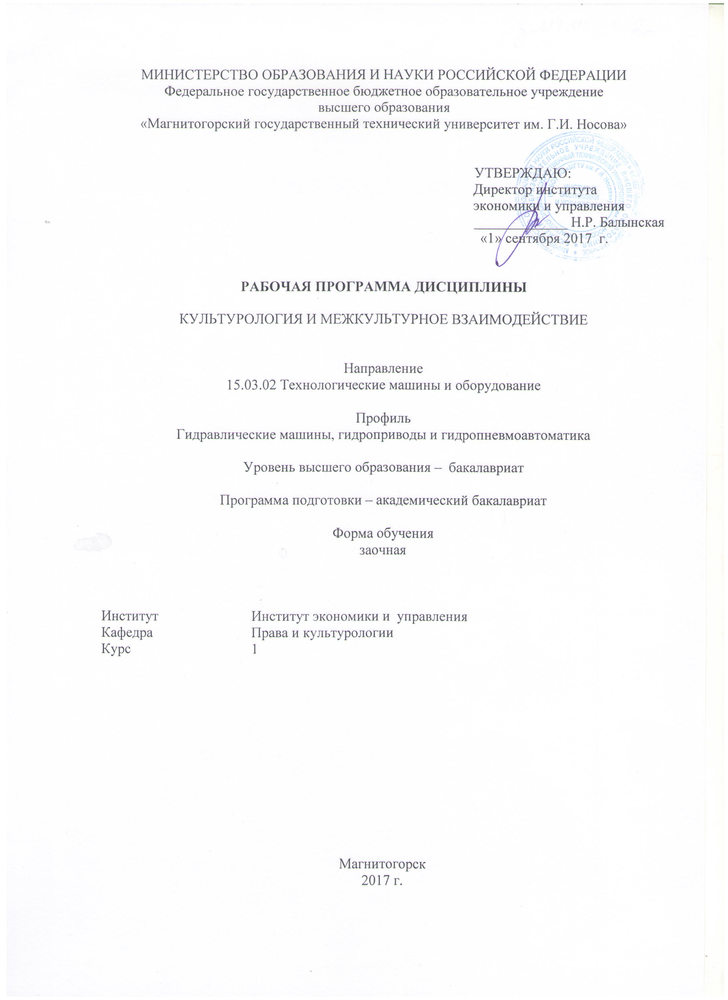 МИНИСТЕРСТВО ОБРАЗОВАНИЯ И НАУКИ РОССИЙСКОЙ ФЕДЕРАЦИИ
Федеральное государственное бюджетное образовательное учреждение
высшего образования
«Магнитогорский государственный технический университет им. Г.И. Носова»
УТВЕРЖДАЮ:
Директор института
экономики и управления
Н.Р. Балынская
«1» сентября 2017 г.
РАБОЧАЯ ПРОГРАММА ДИСЦИПЛИНЫ
КУЛЬТУРОЛОГИЯ И МЕЖКУЛЬТУРНОЕ ВЗАИМОДЕЙСТВИЕ
Направление
15.03.02 Технологические машины и оборудование
Профиль
Гидравлические машины, гидроприводы и гидропневмоавтоматика
Уровень высшего образования – бакалавриат
Программа подготовки – академический бакалавриат
Форма обучения
заочная
Институт Институт экономики и управления
Кафедра Права и культурологии
Курс 1
Магнитогорск
2017 г.